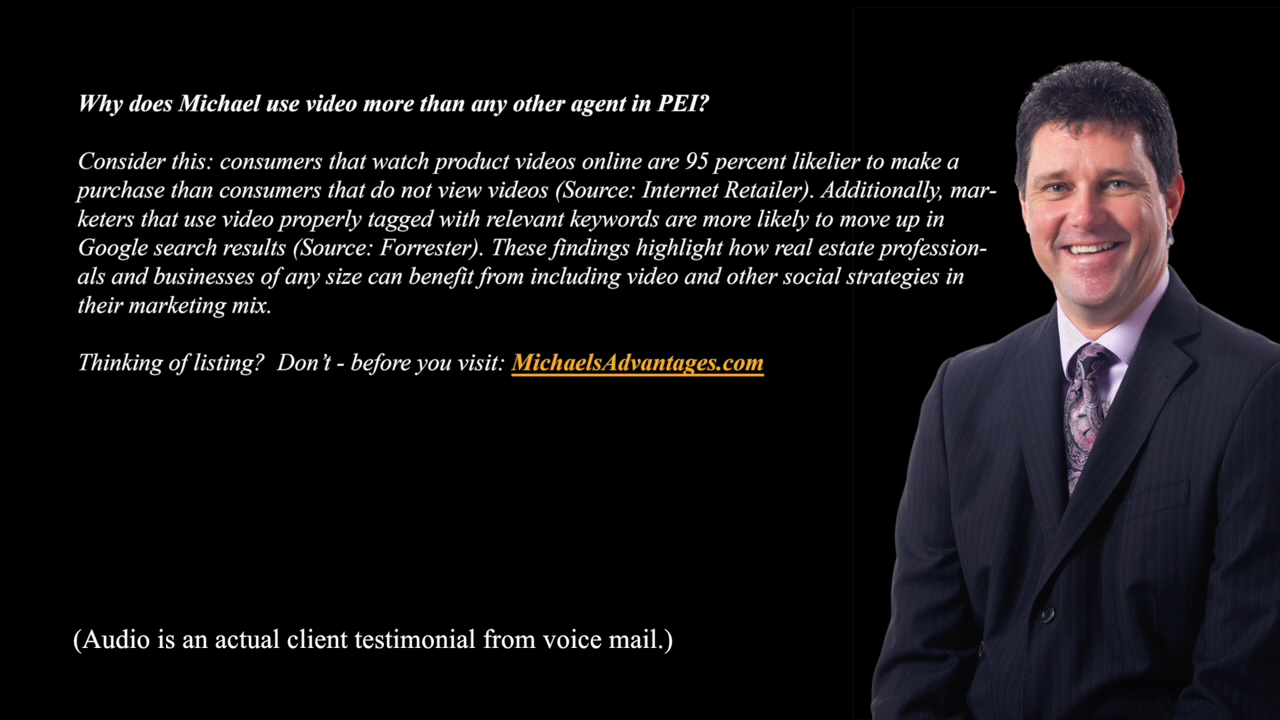 Why does Michael use video more than any other agent in PEI?
Consider this: consumers that watch product videos online are 95 percent likelier to make a
purchase than consumers that do not view videos (Source: Internet Retailer). Additionally, mar-
keters that use video properly tagged with relevant keywords are more likely to move up in
Google search results (Source: Forrester). These findings highlight how real estate profession-
als and businesses of any size can benefit from including video and other social strategies in
their marketing mix.
Thinking of listing?  Don’t - before you visit: MichaelsAdvantages.com
(Audio is an actual client testimonial from voice mail.)